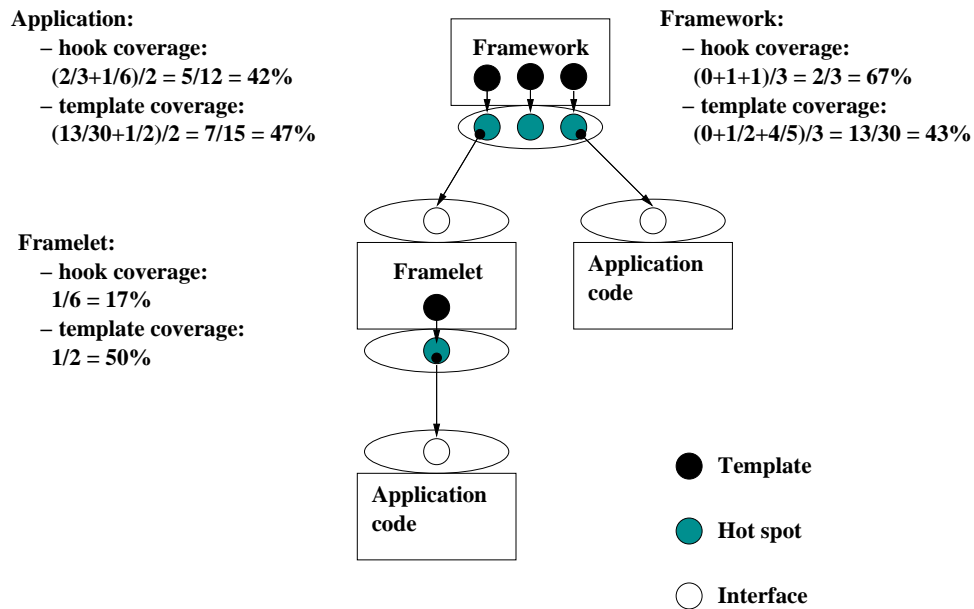 Application:
– hook coverage:
(2/3+1/6)/2 = 5/12 = 42%
– template coverage:
(13/30+1/2)/2 = 7/15 = 47%
Framework
Framework:
– hook coverage:
(0+1+1)/3 = 2/3 = 67%
– template coverage:
(0+1/2+4/5)/3 = 13/30 = 43%
Framelet:
– hook coverage:
1/6 = 17%
– template coverage:
1/2 = 50%
Framelet
Application
code
Application
code
Template
Hot spot
Interface